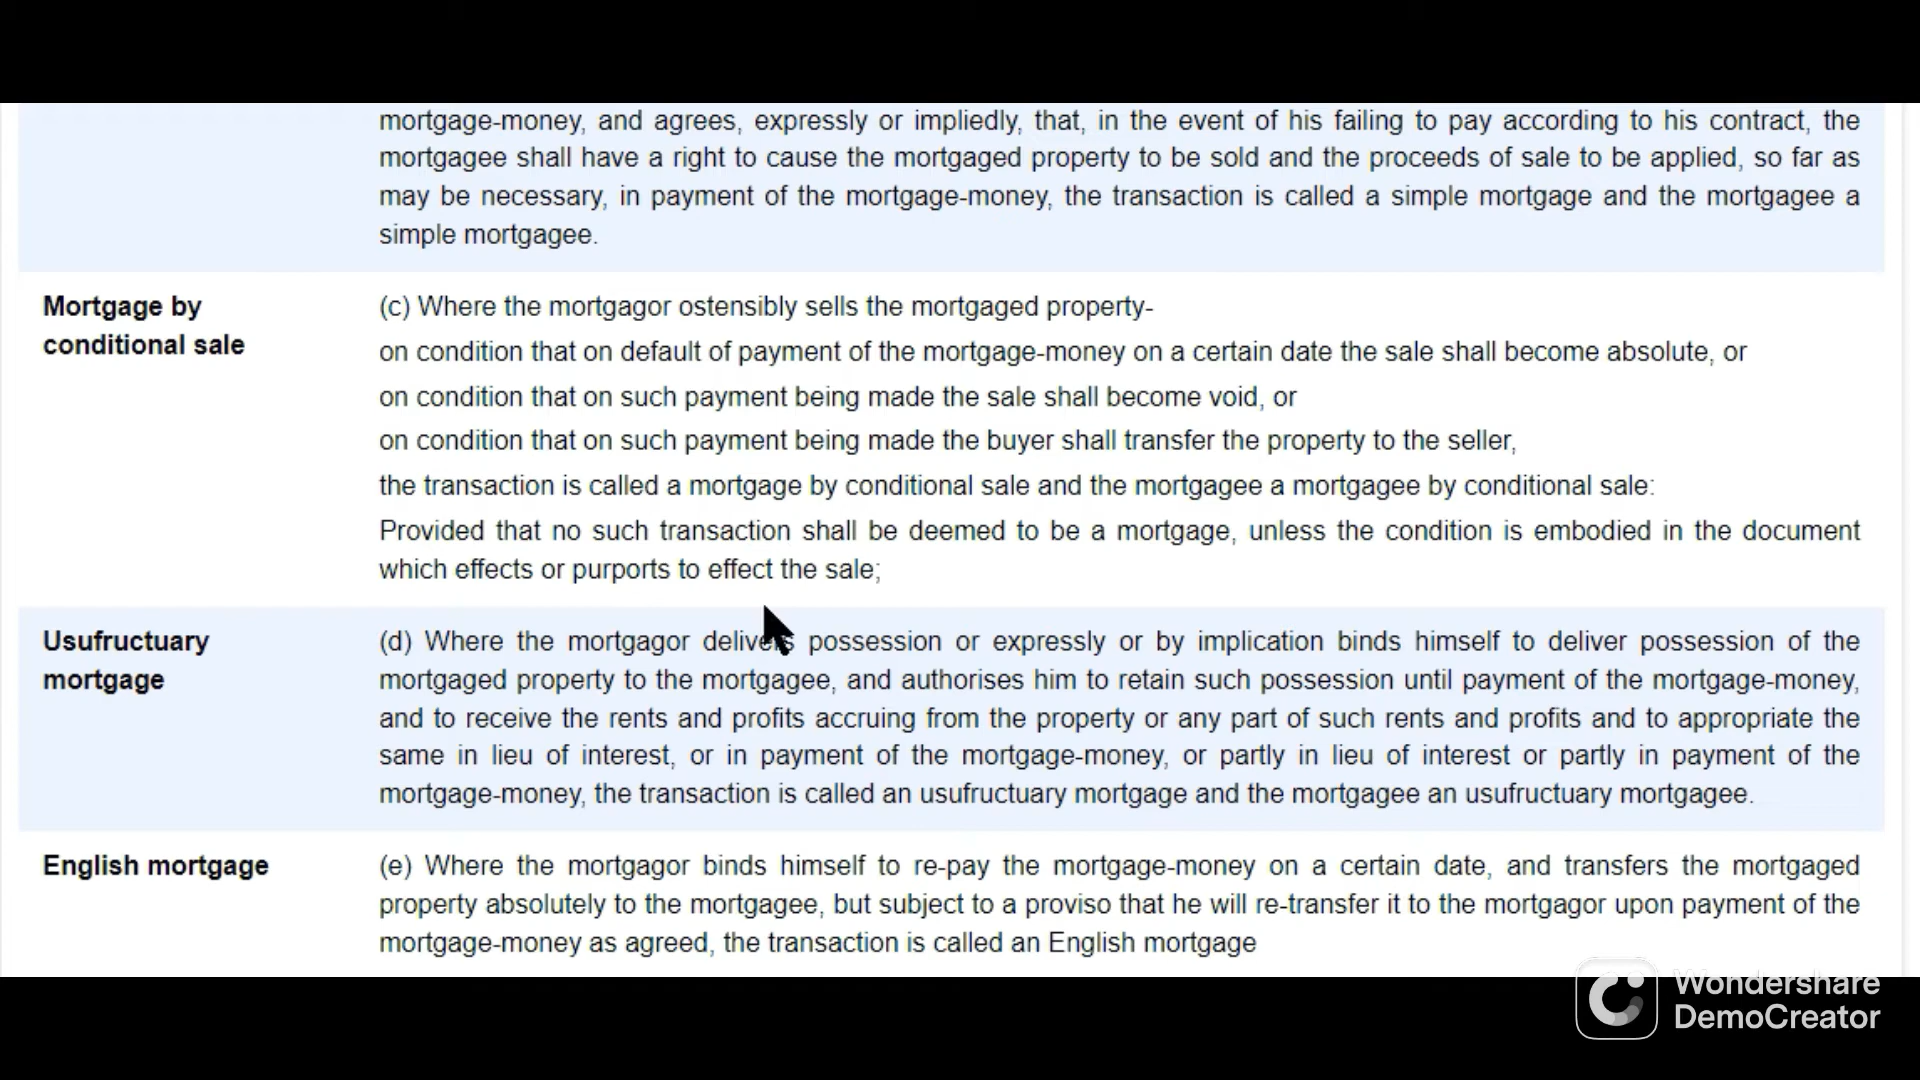 mortgage-money, and agrees, expressly or impliedly, that, in the event of his failing to pay according to his contract, the
mortgagee shall have a right to cause the mortgaged property to be sold and the proceeds of sale to be applied, so far as
may be necessary, in payment of the mortgage-money, the transaction is called a simple mortgage and the mortgagee a
simple mortgagee.
Mortgage by
conditional sale
(c) Where the mortgagor ostensibly sells the mortgaged property-
on condition that on default of payment of the mortgage-money on a certain date the sale shall become absolute, or
on condition that on such payment being made the sale shall become void, or
on condition that on such payment being made the buyer shall transfer the property to the seller,
the transaction is called a mortgage by conditional sale and the mortgagee a mortgagee by conditional sale:
Provided that no such transaction shall be deemed to be a mortgage, unless the condition is embodied in the document
which effects or purports to effect the sale;
Usufructuary
mortgage
(d) Where the mortgagor delivers possession or expressly or by implication binds himself to deliver possession of the
mortgaged property to the mortgagee, and authorises him to retain such possession until payment of the mortgage-money,
and to receive the rents and profits accruing from the property or any part of such rents and profits and to appropriate the
same in lieu of interest, or in payment of the mortgage-money, or partly in lieu of interest or partly in payment of the
mortgage-money, the transaction is called an usufructuary mortgage and the mortgagee an usufructuary mortgagee.
English mortgage
(e) Where the mortgagor binds himself to re-pay the mortgage-money on a certain date, and transfers the mortgaged
property absolutely to the mortgagee, but subject to a proviso that he will re-transfer it to the mortgagor upon payment of the
mortgage-money as agreed, the transaction is called an English mortgage
Wondershare
DemoCreator